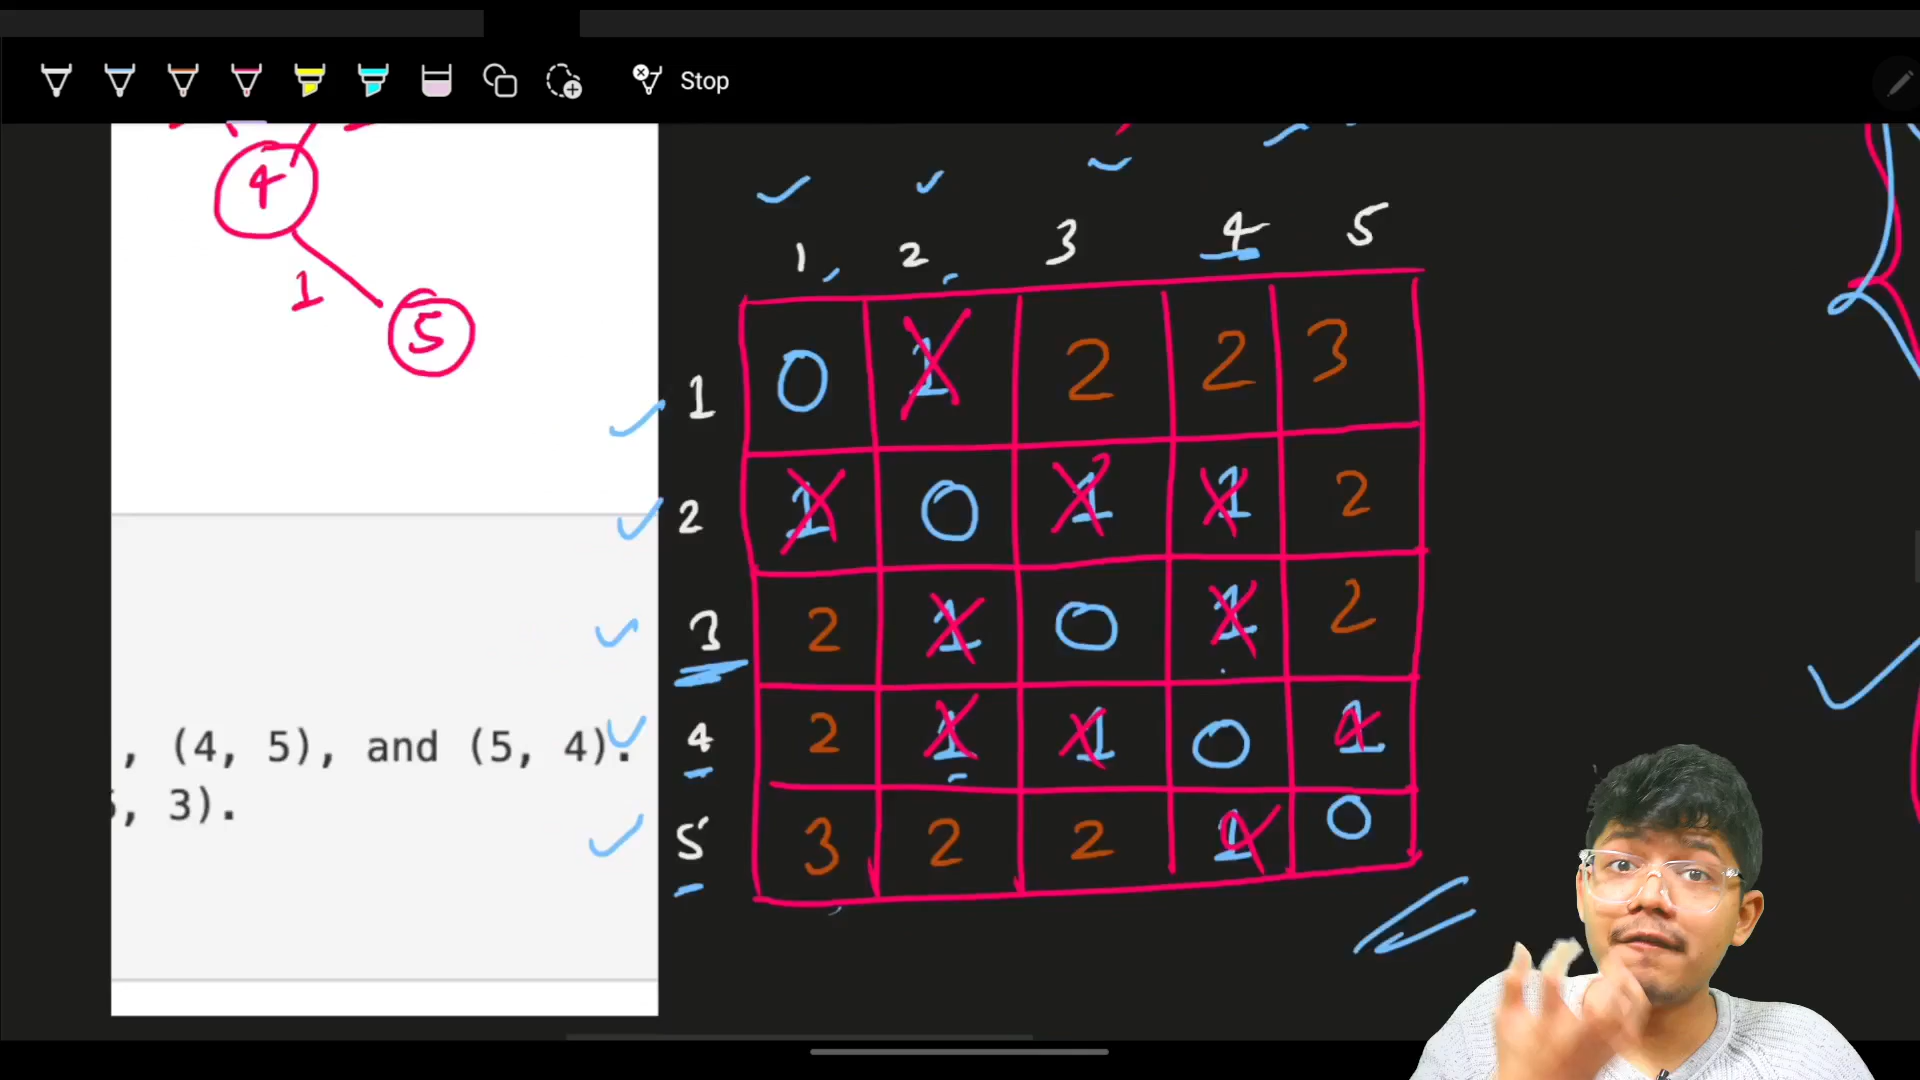 Stop
4
1
5
1 2 3 4 5
1 0 1 2 2 3
2 1 0 1 1 2
3 2 1 0 1 2
4 2 1 1 0 1
5 3 2 2 1 0
, (4, 5), and (5, 4).
, 3).